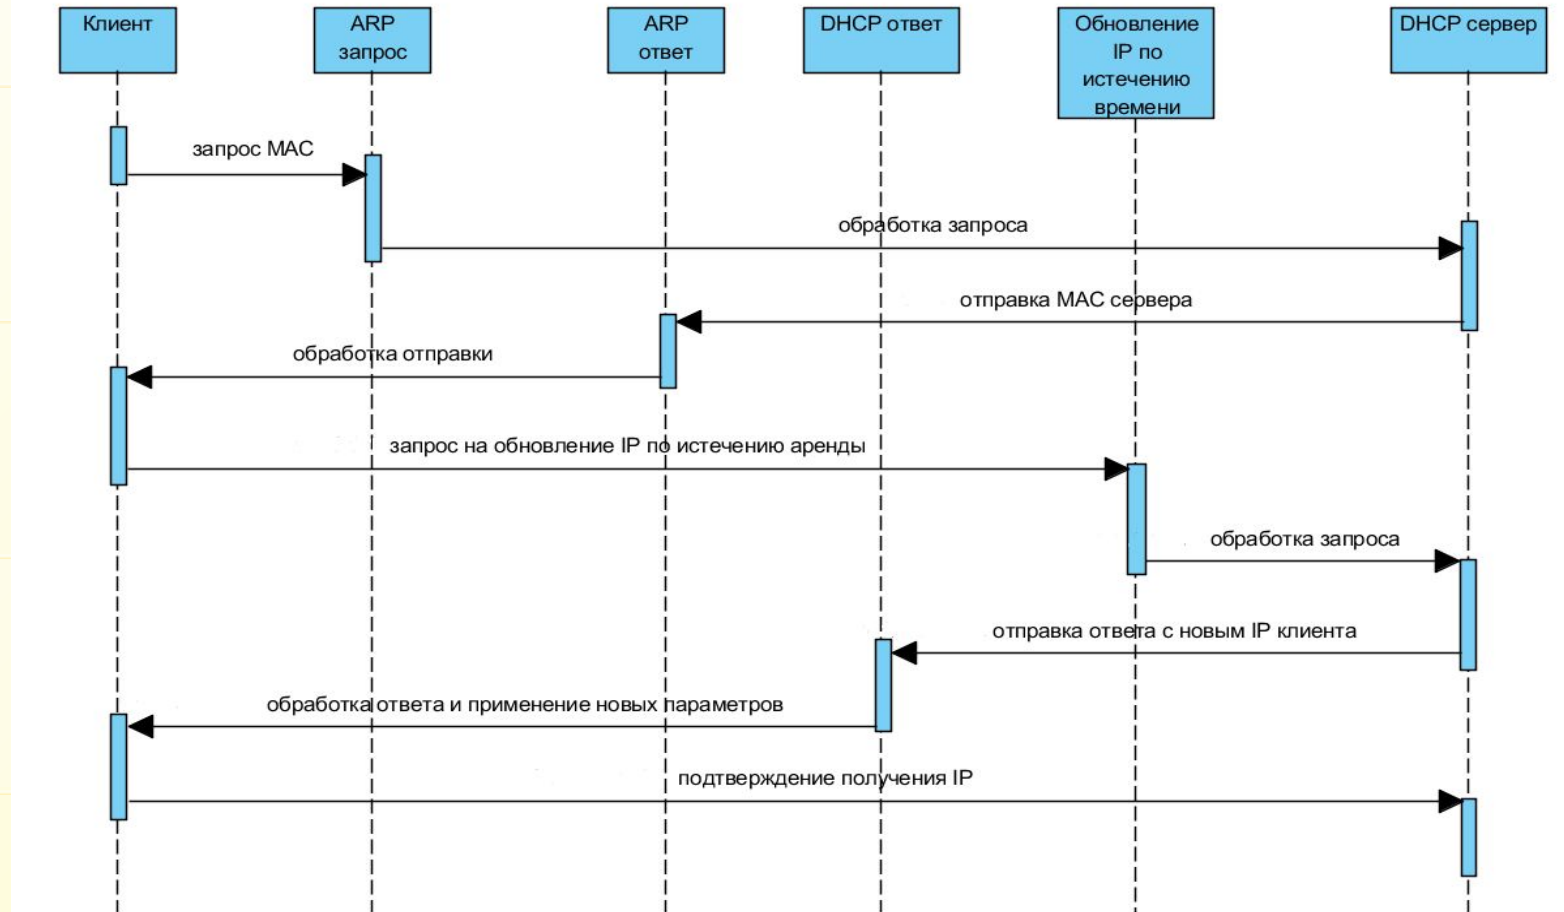 Клиент
ARP
запрос
ARP
ответ
DHCP ответ
Обновление
IP по
истечению
времени
DHCP сервер
запрос MAC
обработка запроса
отправка MAC сервера
обработка отправки
запрос на обновление IP по истечению аренды
обработка запроса
отправка ответа с новым IP клиента
обработка ответа и применение новых параметров
подтверждение получения IP